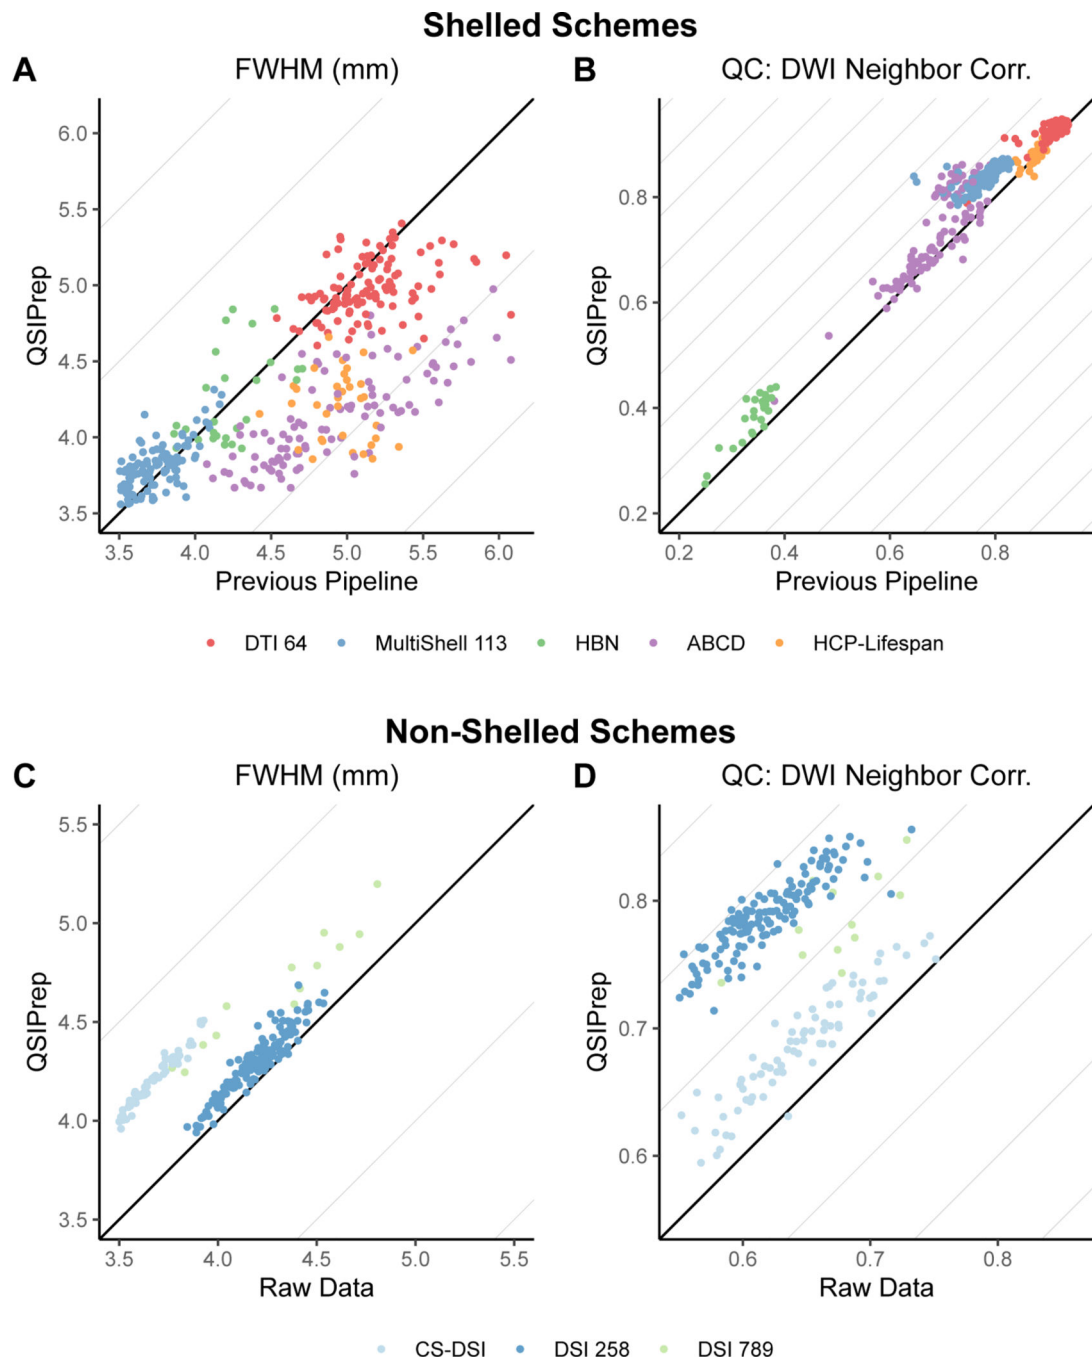 Shelled Schemes
A
FWHM (mm)
6.0
5.5
5.0
4.5
4.0
3.5
QSIPrep
3.5 4.0 4.5 5.0 5.5 6.0
Previous Pipeline
B
QC: DWI Neighbor Corr.
0.8
0.6
0.4
0.2
QSIPrep
0.2 0.4 0.6 0.8
Previous Pipeline
DTI 64 MultiShell 113 HBN ABCD HCP-Lifespan
Non-Shelled Schemes
C
FWHM (mm)
5.5
5.0
4.5
4.0
3.5
QSIPrep
3.5 4.0 4.5 5.0 5.5
Raw Data
D
QC: DWI Neighbor Corr.
0.8
0.7
0.6
QSIPrep
0.6 0.7 0.8
Raw Data
CS-DSI DSI 258 DSI 789